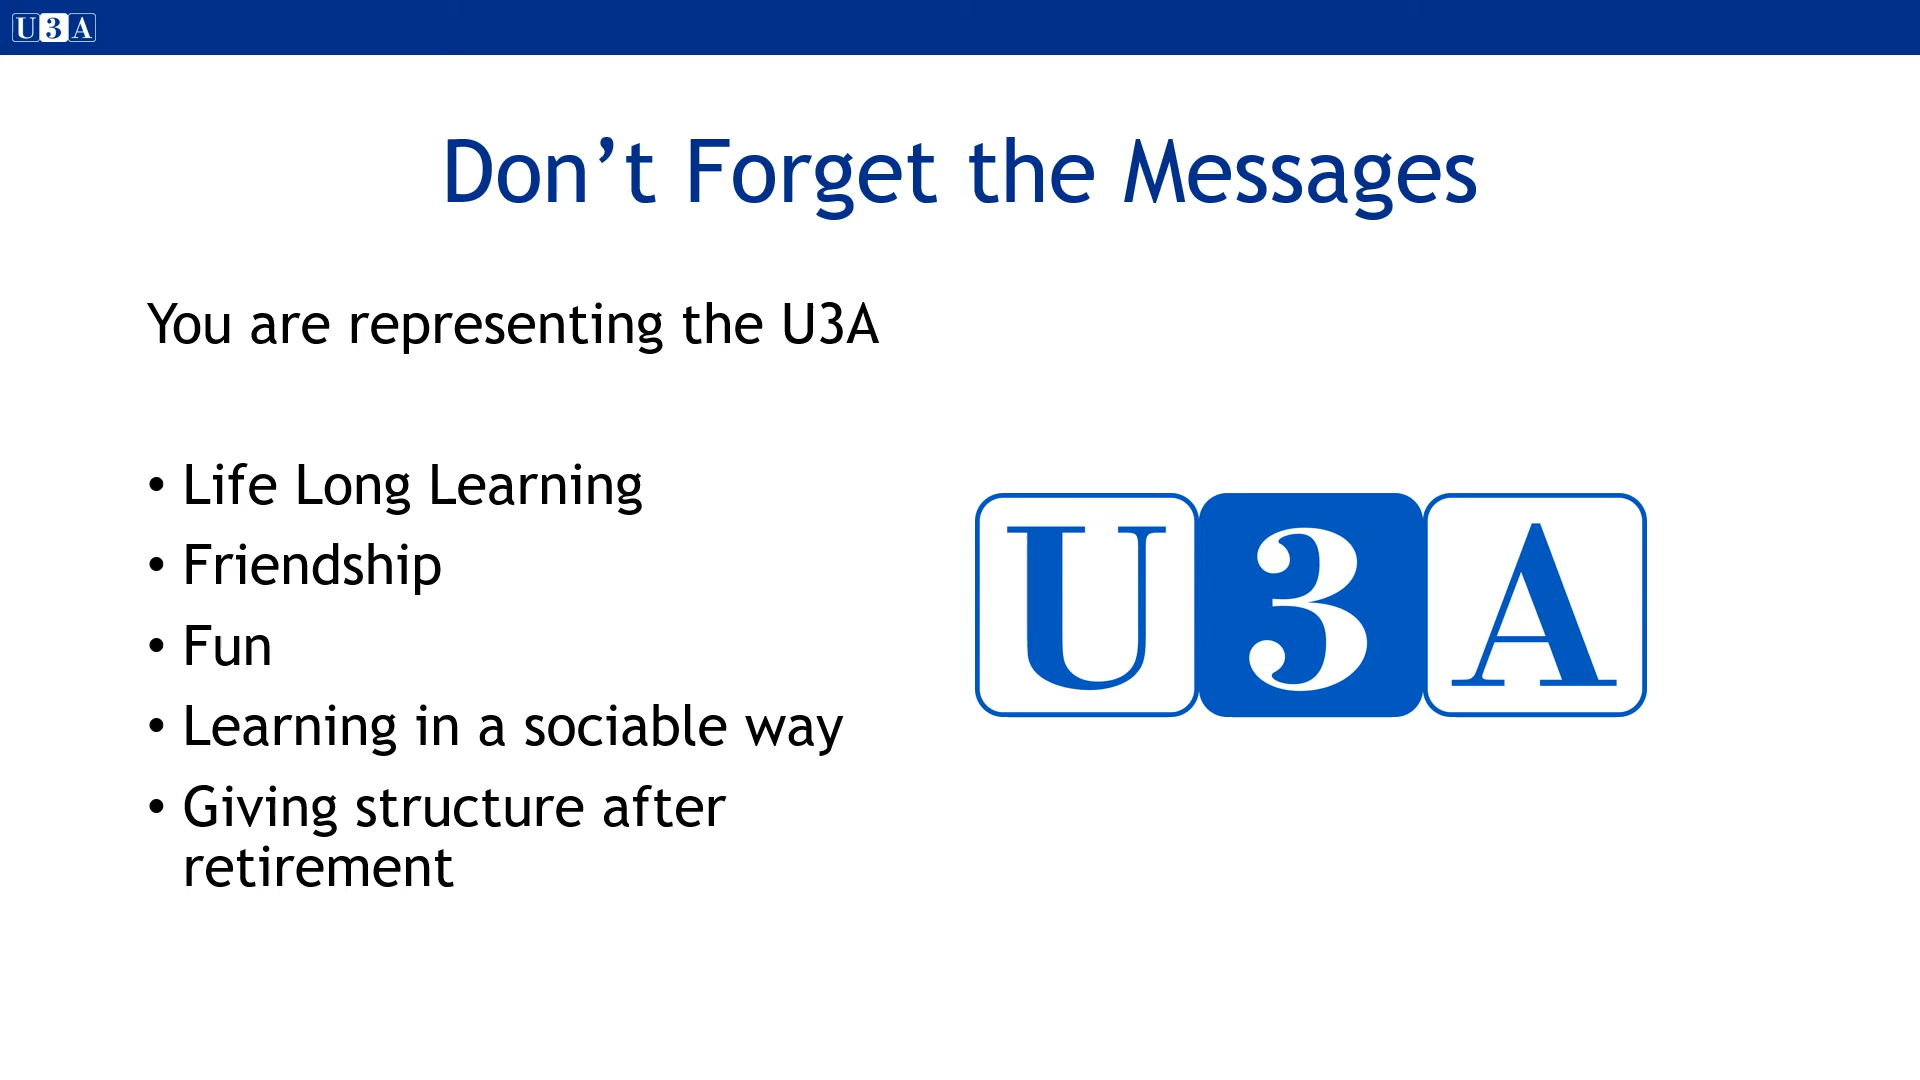 U3A
Don’t Forget the Messages
You are representing the U3A
• Life Long Learning
• Friendship
• Fun
• Learning in a sociable way
• Giving structure after
retirement
U3A